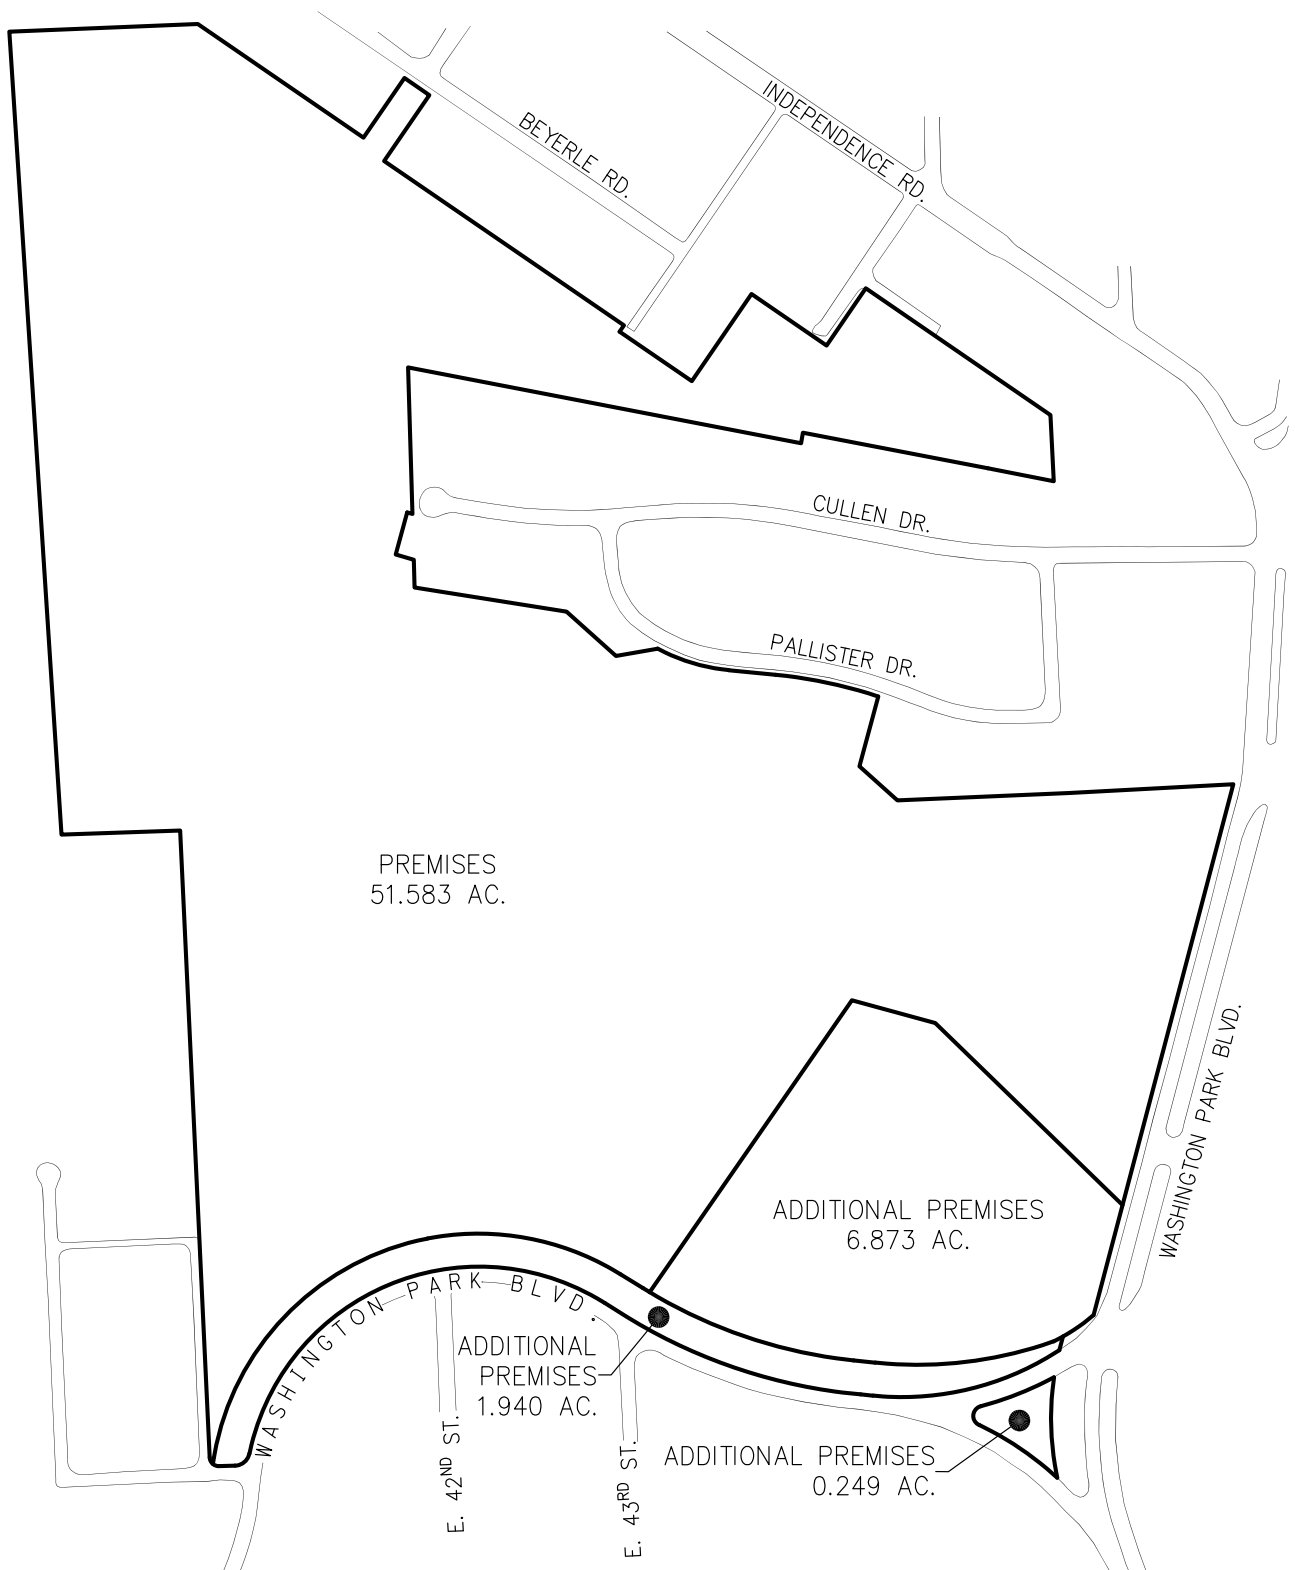 BEYERLE RD.
INDEPENDENCE RD.
CULLEN DR.
PALLISTER DR.
PREMISES
51.583 AC.
WASHINGTON PARK BLVD.
ADDITIONAL PREMISES
6.873 AC.
WASHINGTON PARK BLVD.
ADDITIONAL
PREMISES
1.940 AC.
E. 42ND ST.
E. 43RD ST.
ADDITIONAL PREMISES
0.249 AC.